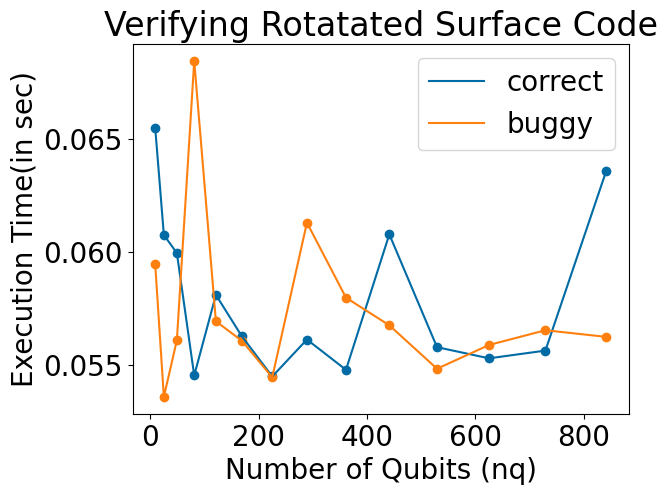 Verifying Rotatated Surface Code
Execution Time(in sec)
0.065
0.060
0.055
correct
buggy
0
200
400
600
800
Number of Qubits (nq)